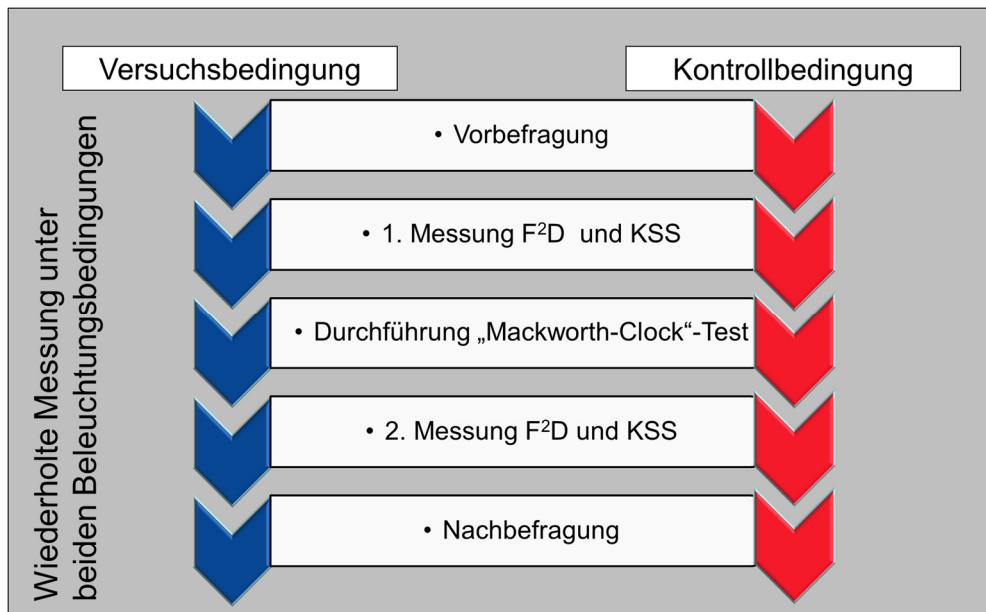 Versuchsbedingung
Kontrollbedingung
Wiederholte Messung unter
beiden Beleuchtungsbedingungen
• Vorbefragung
• 1. Messung F²D und KSS
• Durchführung „Mackworth-Clock“-Test
• 2. Messung F²D und KSS
• Nachbefragung